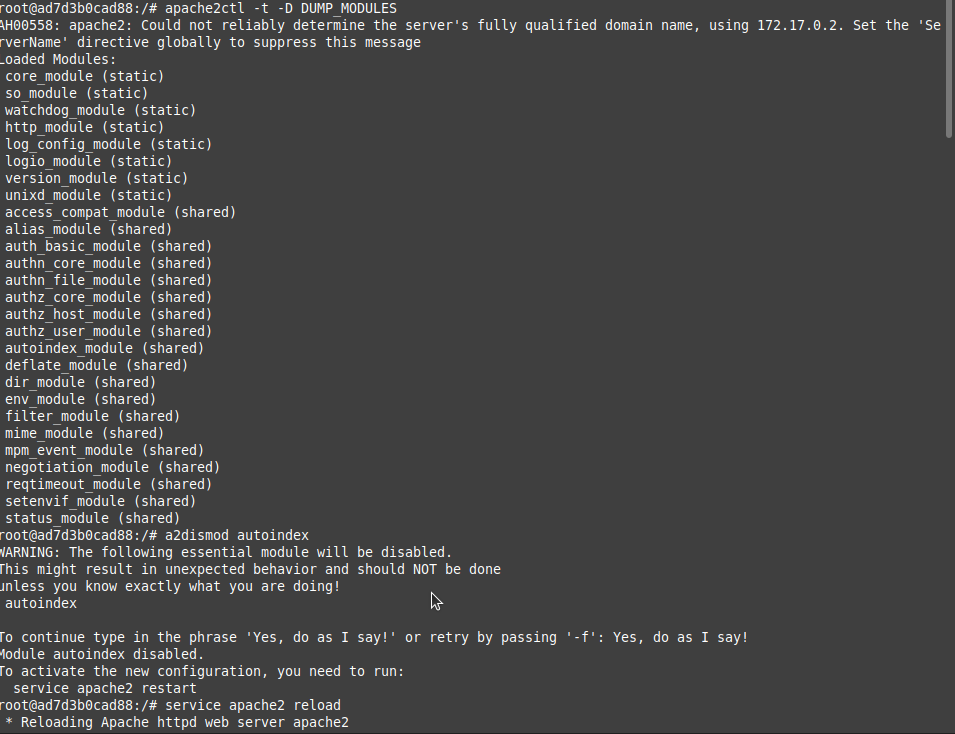 root@ad7d3b0cad88:/# apache2ctl -t -D DUMP_MODULES
AH00558: apache2: Could not reliably determine the server's fully qualified domain name, using 172.17.0.2. Set the 'Se
rverName' directive globally to suppress this message
Loaded Modules:
 core_module (static)
 so_module (static)
 watchdog_module (static)
 http_module (static)
 log_config_module (static)
 logio_module (static)
 version_module (static)
 unixd_module (static)
 access_compat_module (shared)
 alias_module (shared)
 auth_basic_module (shared)
 authn_core_module (shared)
 authn_file_module (shared)
 authz_core_module (shared)
 authz_host_module (shared)
 authz_user_module (shared)
 autoindex_module (shared)
 deflate_module (shared)
 dir_module (shared)
 env_module (shared)
 filter_module (shared)
 mime_module (shared)
 mpm_event_module (shared)
 negotiation_module (shared)
 reqtimeout_module (shared)
 setenvif_module (shared)
 status_module (shared)
root@ad7d3b0cad88:/# a2dismod autoindex
WARNING: The following essential module will be disabled.
This might result in unexpected behavior and should NOT be done
unless you know exactly what you are doing!
 autoindex

To continue type in the phrase 'Yes, do as I say!' or retry by passing '-f': Yes, do as I say!
Module autoindex disabled.
To activate the new configuration, you need to run:
  service apache2 restart
root@ad7d3b0cad88:/# service apache2 reload
 * Reloading Apache httpd web server apache2